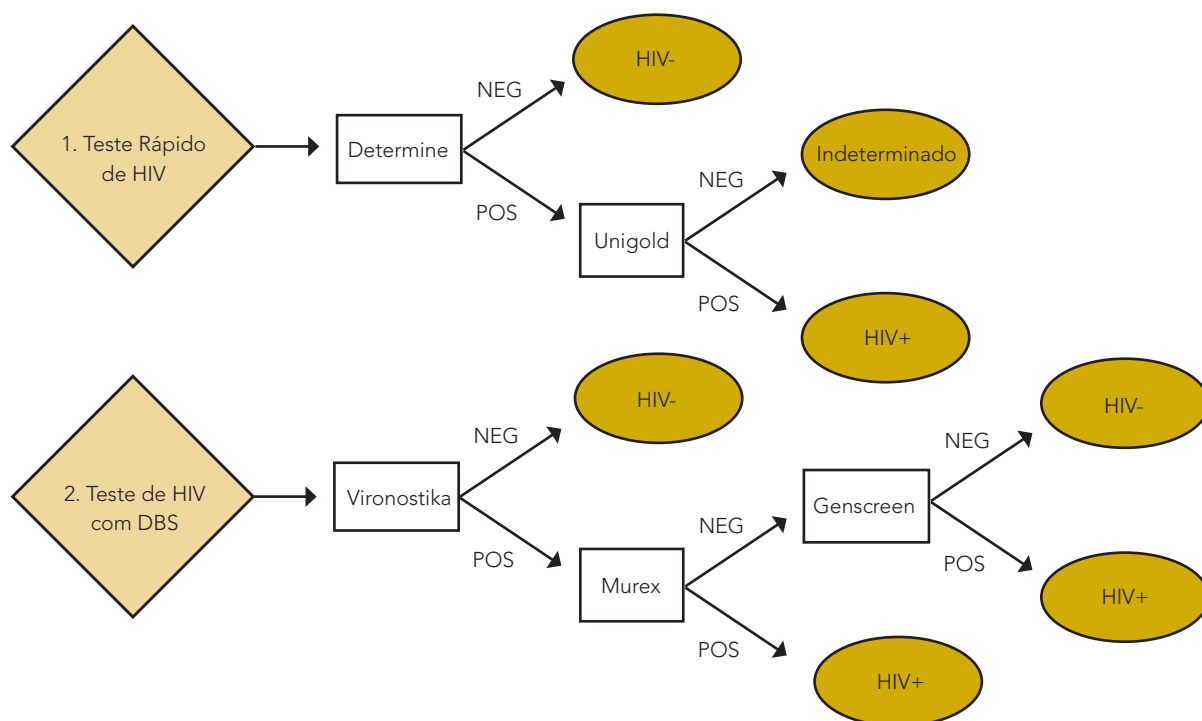 HIV-
NEG
1. Teste Rápido
de HIV
Determine
Indeterminado
NEG
POS
Unigold
POS
HIV+
HIV-
NEG
HIV-
2. Teste de HIV
com DBS
Vironostika
NEG
Genscreen
NEG
POS
POS
Murex
HIV+
POS
HIV+